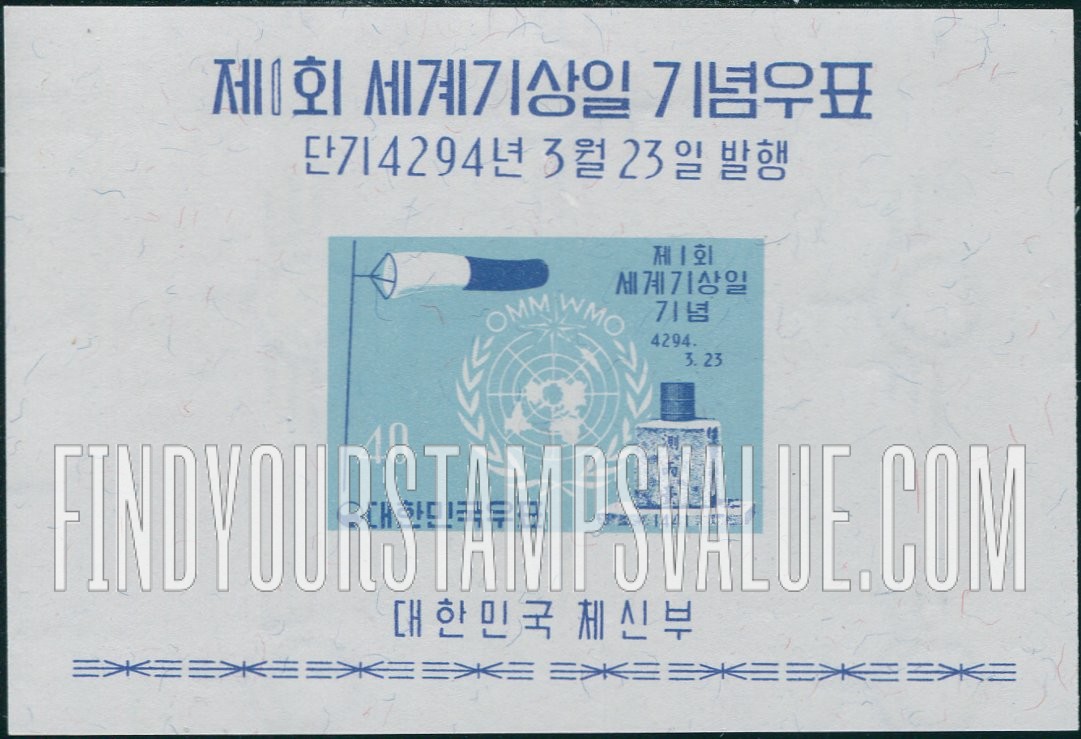 제1회 세계기상일 기념우표
단기4294년 3월 23일 발행
제1회
세계기상일
기념
4294.
3. 23
OMM WMO
40
測雨
대한민국우표
1441
FINDYOURSTAMPSVALUE.COM
대한민국 체신부